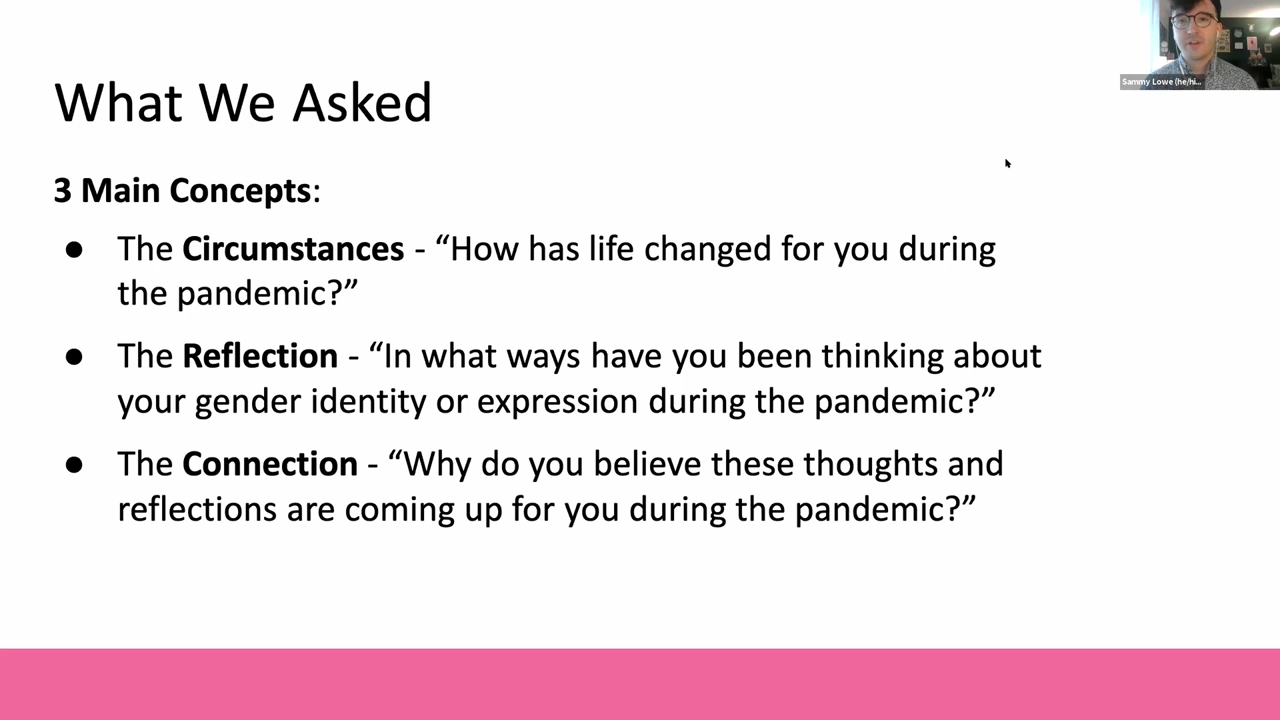 Sammy Lowe (he/hi...
What We Asked
3 Main Concepts:
● The Circumstances - “How has life changed for you during
the pandemic?”
● The Reflection - “In what ways have you been thinking about
your gender identity or expression during the pandemic?”
● The Connection - “Why do you believe these thoughts and
reflections are coming up for you during the pandemic?”